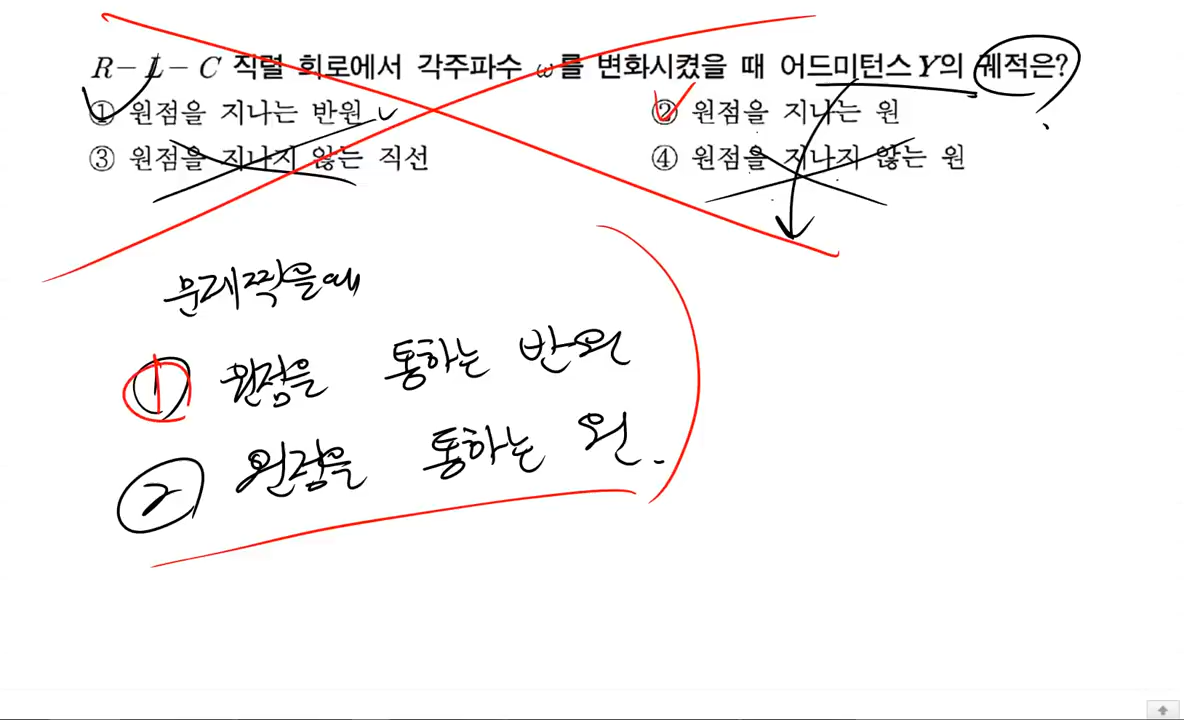 R-L-C 직렬 회로에서 각주파수 ω를 변화시켰을 때 어드미턴스 Y의 궤적은?
① 원점을 지나는 반원 ② 원점을 지나는 원
③ 원점을 지나지 않는 직선 ④ 원점을 지나지 않는 원
문제찍을때
① 원점을 통하는 반원
② 원점을 통하는 원.